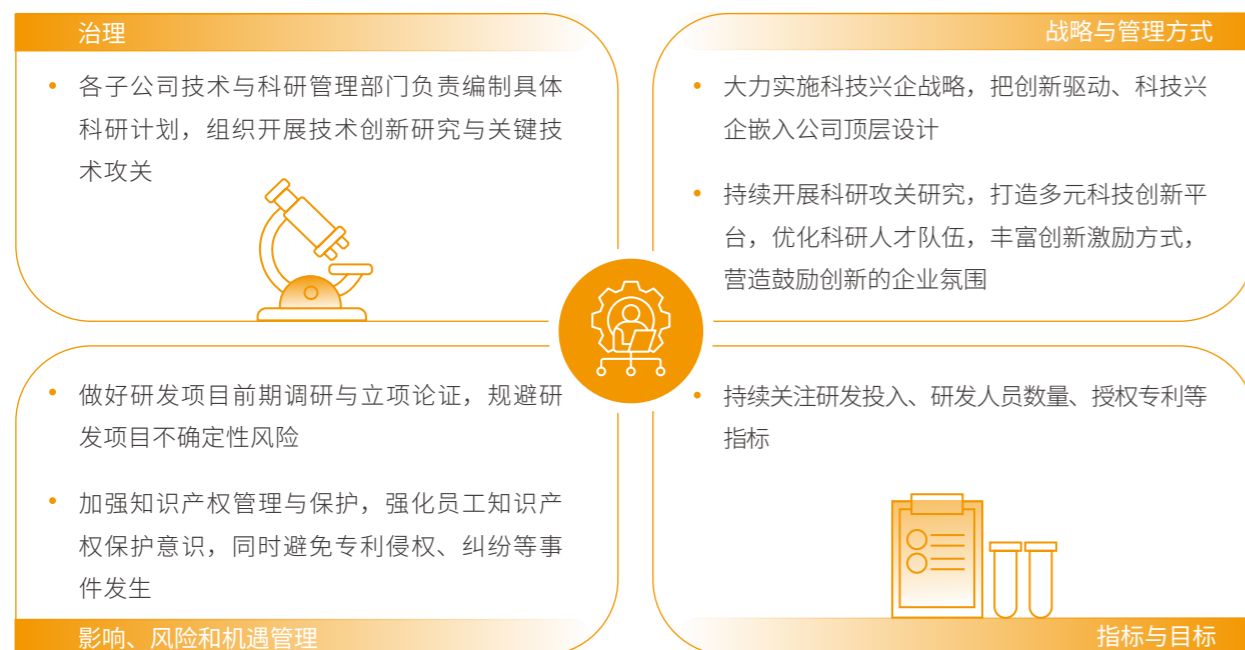 治理
• 各子公司技术与科研管理部门负责编制具体
科研计划，组织开展技术创新研究与关键技
术攻关
战略与管理方式
• 大力实施科技兴企战略，把创新驱动、科技兴
企嵌入公司顶层设计
• 持续开展科研攻关研究，打造多元科技创新平
台，优化科研人才队伍，丰富创新激励方式，
营造鼓励创新的企业氛围
• 做好研发项目前期调研与立项论证，规避研
发项目不确定性风险
• 加强知识产权管理与保护，强化员工知识产
权保护意识，同时避免专利侵权、纠纷等事
件发生
影响、风险和机遇管理
• 持续关注研发投入、研发人员数量、授权专利等
指标
指标与目标